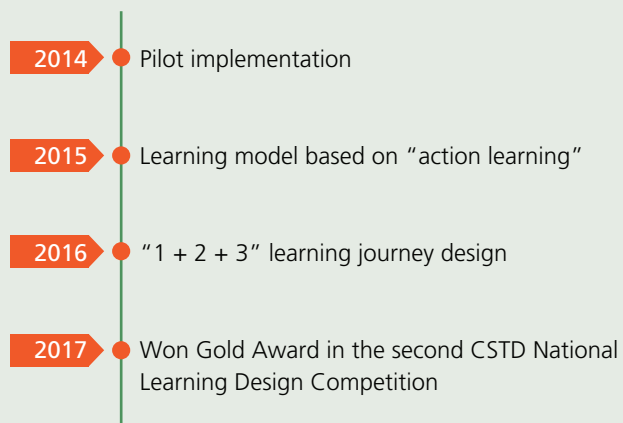 2014 Pilot implementation
2015 Learning model based on “action learning”
2016 “1 + 2 + 3” learning journey design
2017 Won Gold Award in the second CSTD National
Learning Design Competition